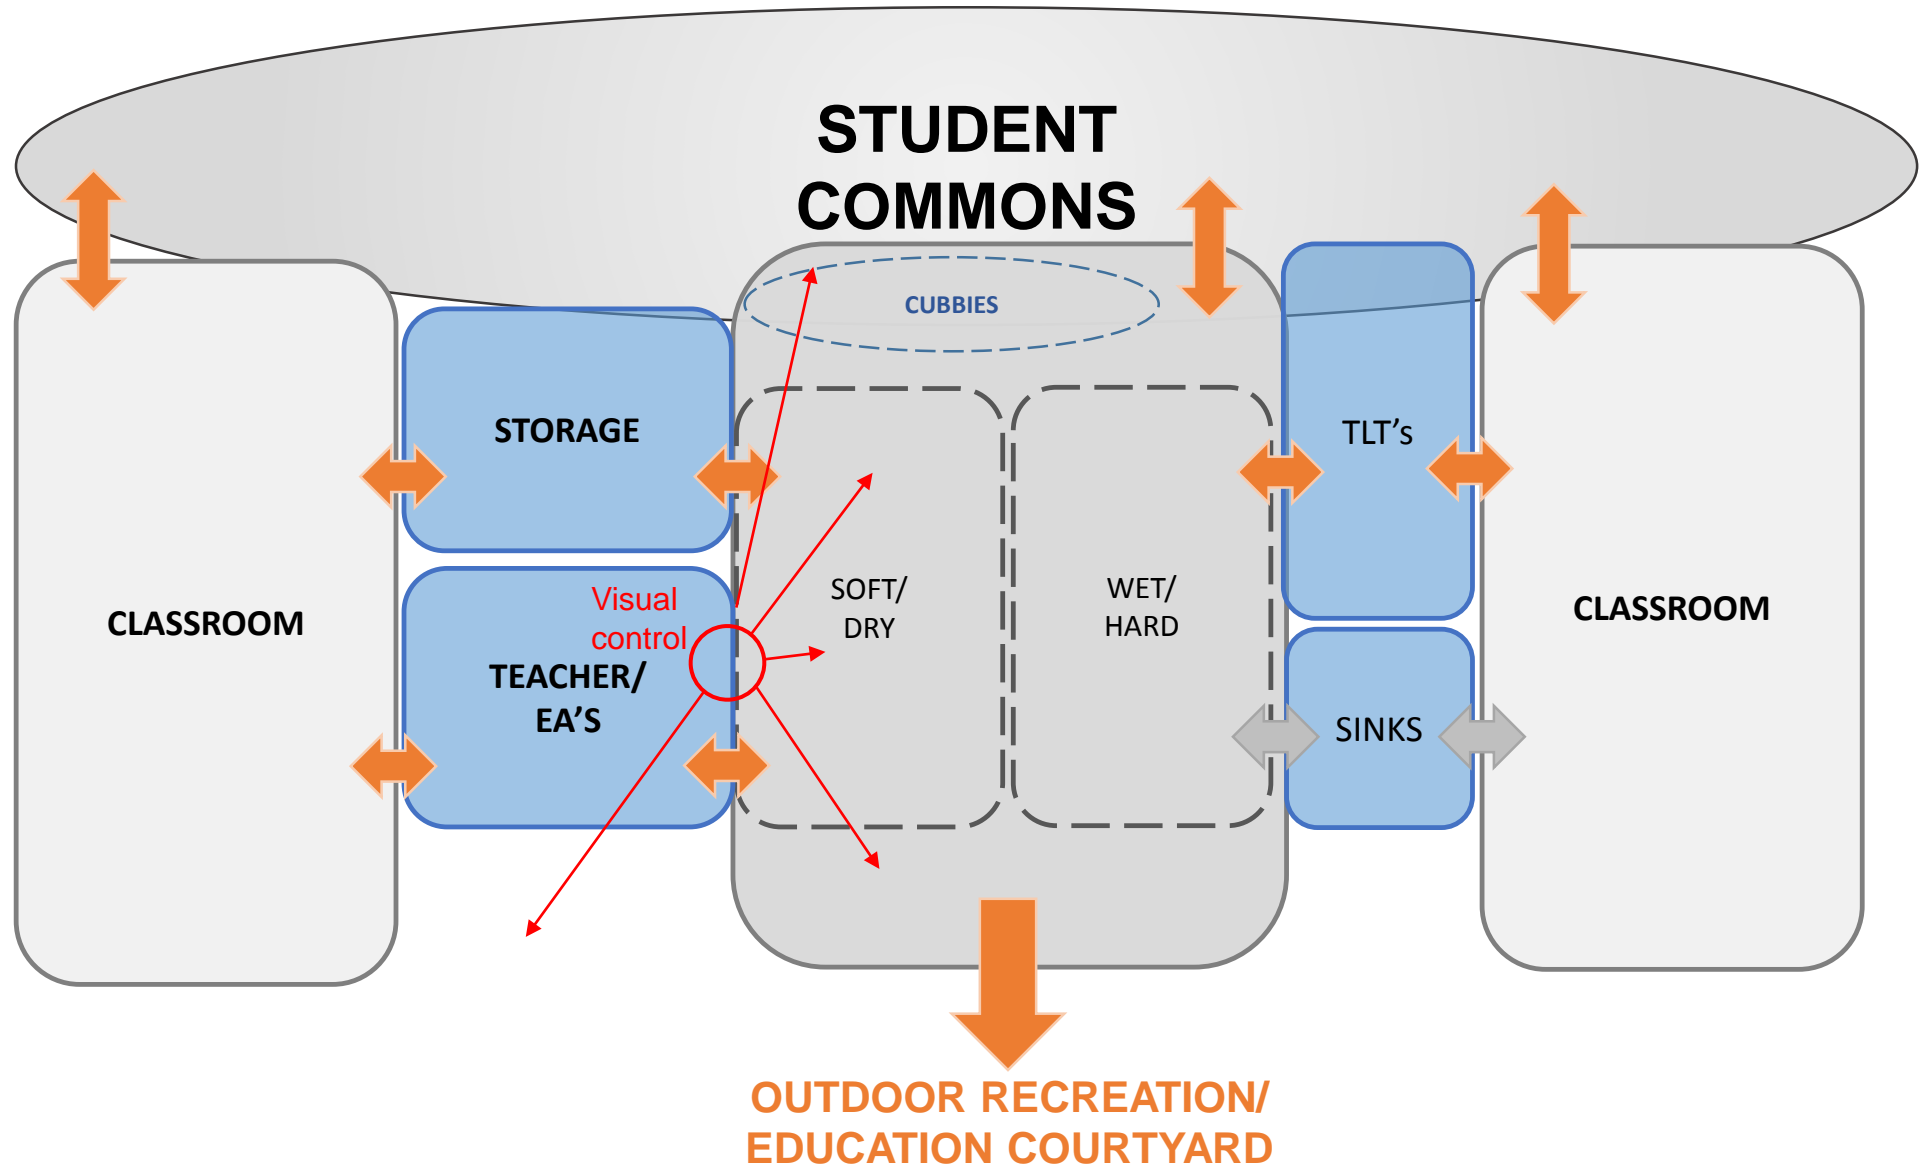 STUDENT
COMMONS
CUBBIES
STORAGE
TLT's
Visual
control
SOFT/
DRY
WET/
HARD
CLASSROOM
CLASSROOM
TEACHER/
EA'S
SINKS
OUTDOOR RECREATION/
EDUCATION COURTYARD